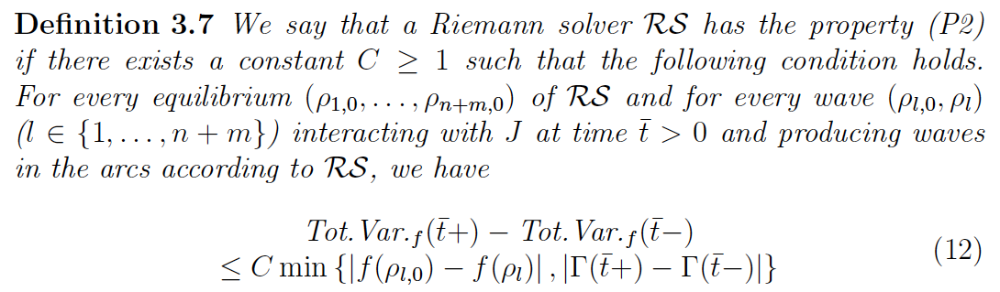 Definition 3.7 We say that a Riemann solver RS has the property (P2)
if there exists a constant C ≥ 1 such that the following condition holds.
For every equilibrium (ρ₁,₀, . . . , ρₙ₊ₘ,₀) of RS and for every wave (ρₗ,₀, ρₗ)
(l ∈ {1, . . . , n + m}) interacting with J at time t̄ > 0 and producing waves
in the arcs according to RS, we have
Tot. Var._f(t̄+) − Tot. Var._f(t̄−)
≤ C min {|f(ρₗ,₀) − f(ρₗ)| , |Γ(t̄+) − Γ(t̄−)|}
(12)